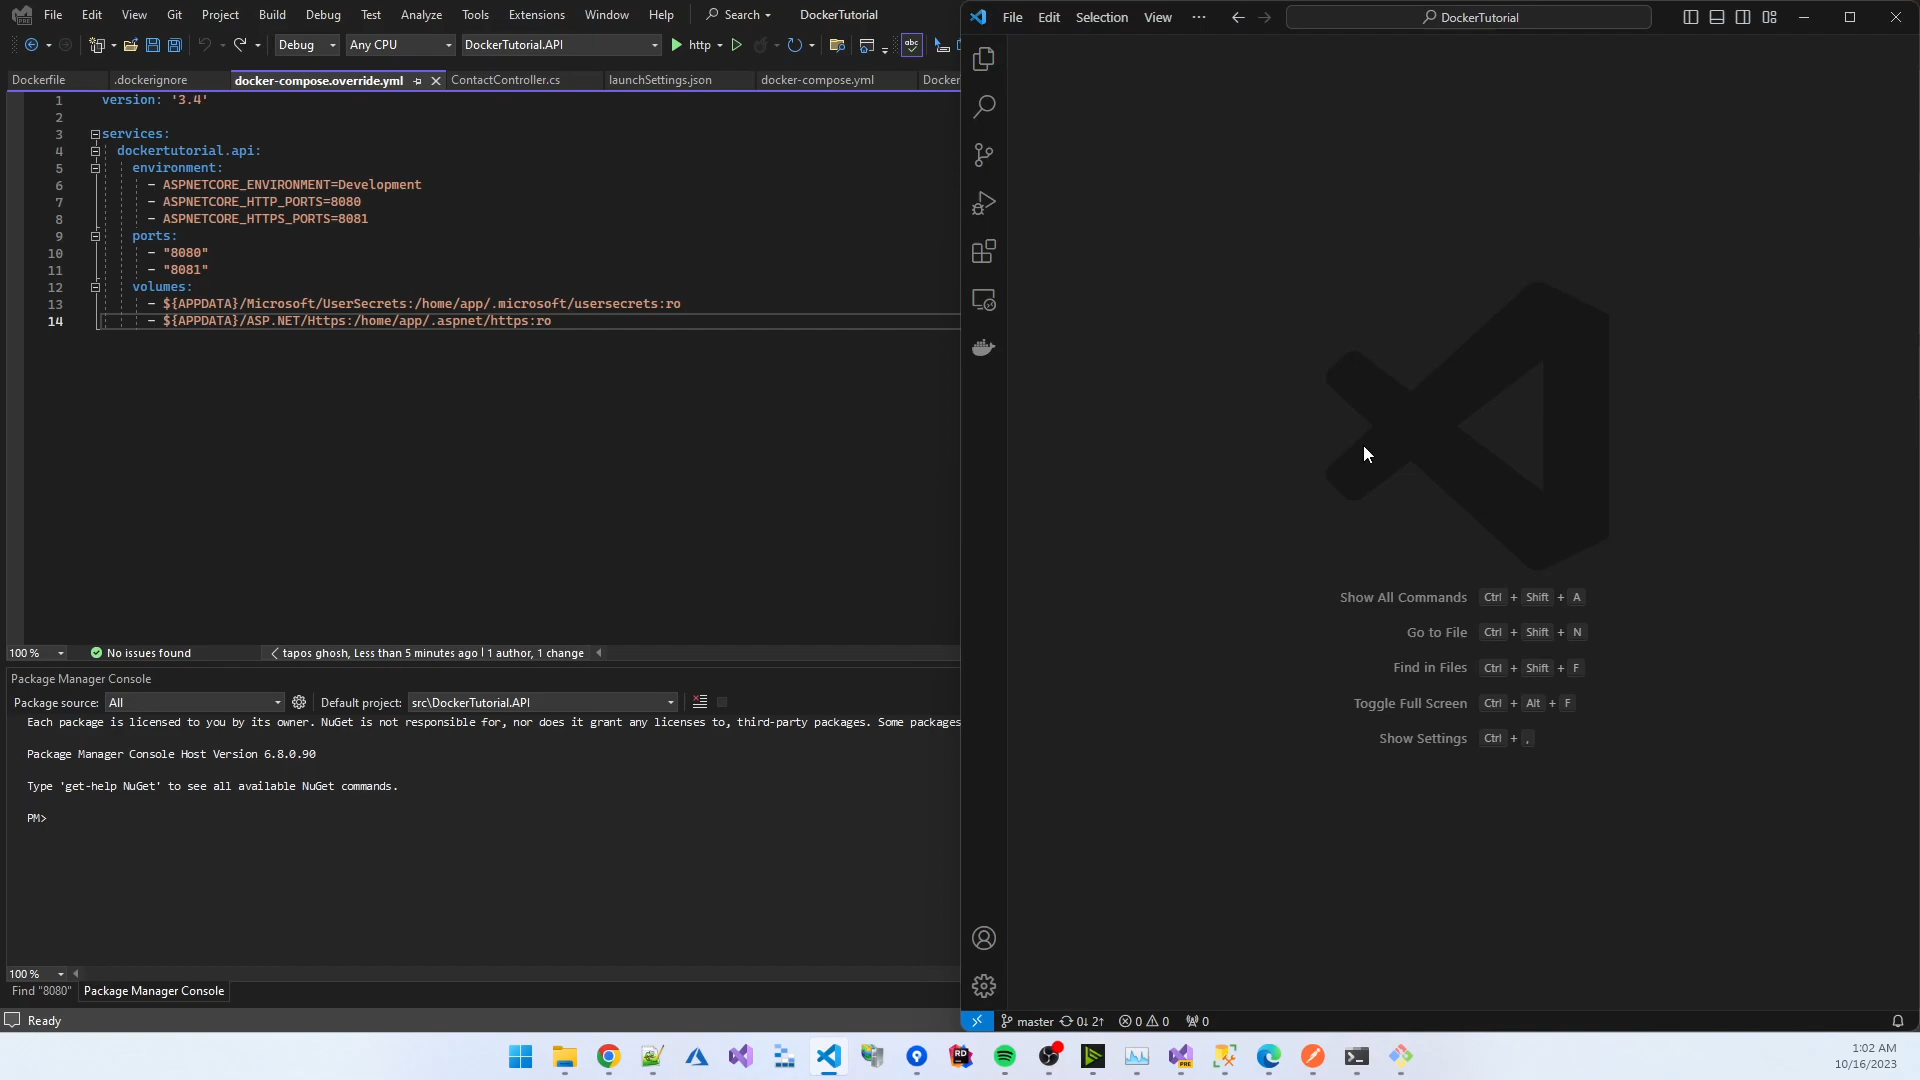 File Edit View Git Project Build Debug Test Analyze Tools Extensions Window Help Search DockerTutorial
Debug Any CPU DockerTutorial.API http
Dockerfile .dockerignore docker-compose.override.yml ContactController.cs launchSettings.json docker-compose.yml Docker
1 version: '3.4'
2
3 services:
4 dockertutorial.api:
5 environment:
6 - ASPNETCORE_ENVIRONMENT=Development
7 - ASPNETCORE_HTTP_PORTS=8080
8 - ASPNETCORE_HTTPS_PORTS=8081
9 ports:
10 - "8080"
11 - "8081"
12 volumes:
13 - ${APPDATA}/Microsoft/UserSecrets:/home/app/.microsoft/usersecrets:ro
14 - ${APPDATA}/ASP.NET/Https:/home/app/.aspnet/https:ro
100 % No issues found tapos ghosh, Less than 5 minutes ago | 1 author, 1 change
Package Manager Console
Package source: All Default project: src\DockerTutorial.API
Each package is licensed to you by its owner. NuGet is not responsible for, nor does it grant any licenses to, third-party packages. Some packages
Package Manager Console Host Version 6.8.0.90
Type 'get-help NuGet' to see all available NuGet commands.
PM>
100 %
Find "8080" Package Manager Console
Ready
File Edit Selection View ··· DockerTutorial
Show All Commands Ctrl + Shift + A
Go to File Ctrl + Shift + N
Find in Files Ctrl + Shift + F
Toggle Full Screen Ctrl + Alt + F
Show Settings Ctrl + ,
master 0↓ 2↑ 0 0 0
RD
PRE
1:02 AM
10/16/2023